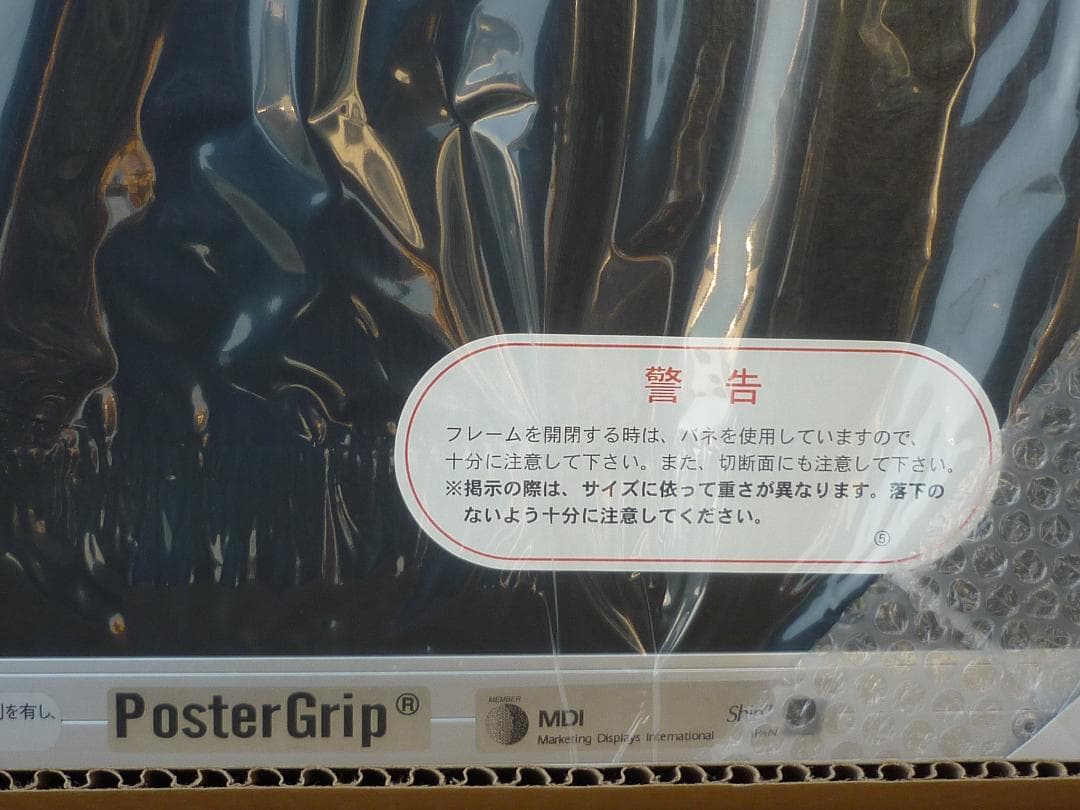 警告
フレームを開閉する時は、バネを使用していますので、
十分に注意して下さい。また、切断面にも注意して下さい。
※掲示の際は、サイズに依って重さが異なります。落下の
ないよう十分に注意してください。
⑤
を有し、
PosterGrip®
MEMBER
MDI
Marketing Displays International